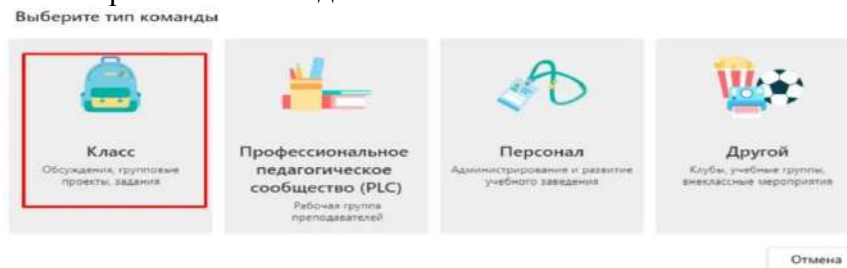 Выберите тип команды
Класс
Обсуждения, групповые
проекты, задания
Профессиональное
педагогическое
сообщество (PLC)
Рабочая группа
преподавателей
Персонал
Администрирование и развитие
учебного заведения
Другой
Клубы, учебные группы,
внеклассные мероприятия
Отмена